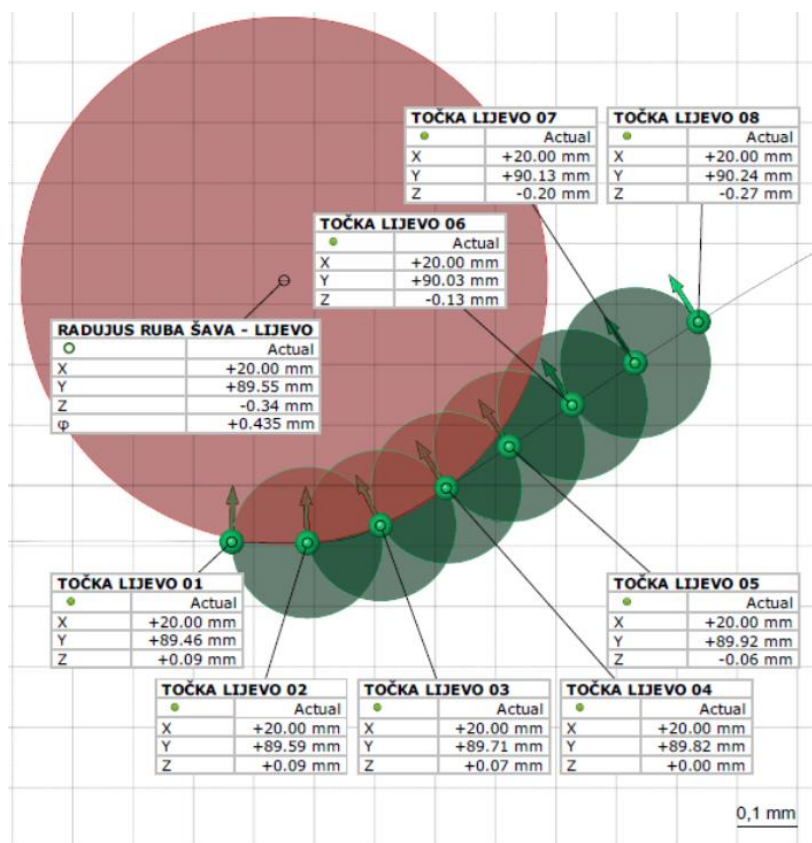 TOČKA LIJEVO 07
Actual
X +20.00 mm
Y +90.13 mm
Z -0.20 mm
TOČKA LIJEVO 08
Actual
X +20.00 mm
Y +90.24 mm
Z -0.27 mm
TOČKA LIJEVO 06
Actual
X +20.00 mm
Y +90.03 mm
Z -0.13 mm
RADUJUS RUBA ŠAVA - LIJEVO
Actual
X +20.00 mm
Y +89.55 mm
Z -0.34 mm
φ +0.435 mm
TOČKA LIJEVO 01
Actual
X +20.00 mm
Y +89.46 mm
Z +0.09 mm
TOČKA LIJEVO 05
Actual
X +20.00 mm
Y +89.92 mm
Z -0.06 mm
TOČKA LIJEVO 02
Actual
X +20.00 mm
Y +89.59 mm
Z +0.09 mm
TOČKA LIJEVO 03
Actual
X +20.00 mm
Y +89.71 mm
Z +0.07 mm
TOČKA LIJEVO 04
Actual
X +20.00 mm
Y +89.82 mm
Z +0.00 mm
0,1 mm